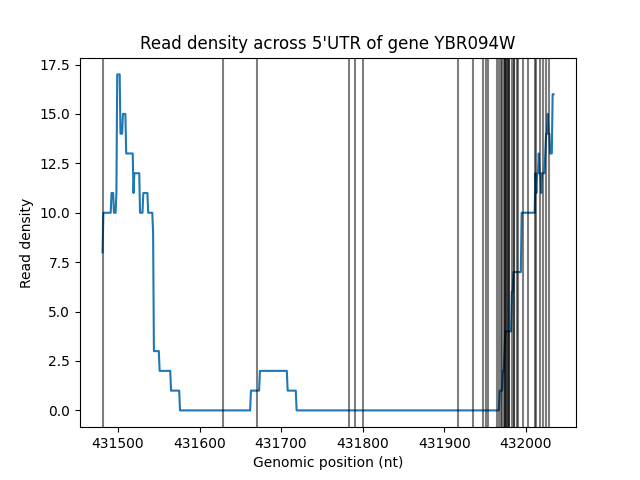 Read density across 5'UTR of gene YBR094W
17.5
15.0
12.5
10.0
7.5
5.0
2.5
0.0
Read density
431500 431600 431700 431800 431900 432000
Genomic position (nt)